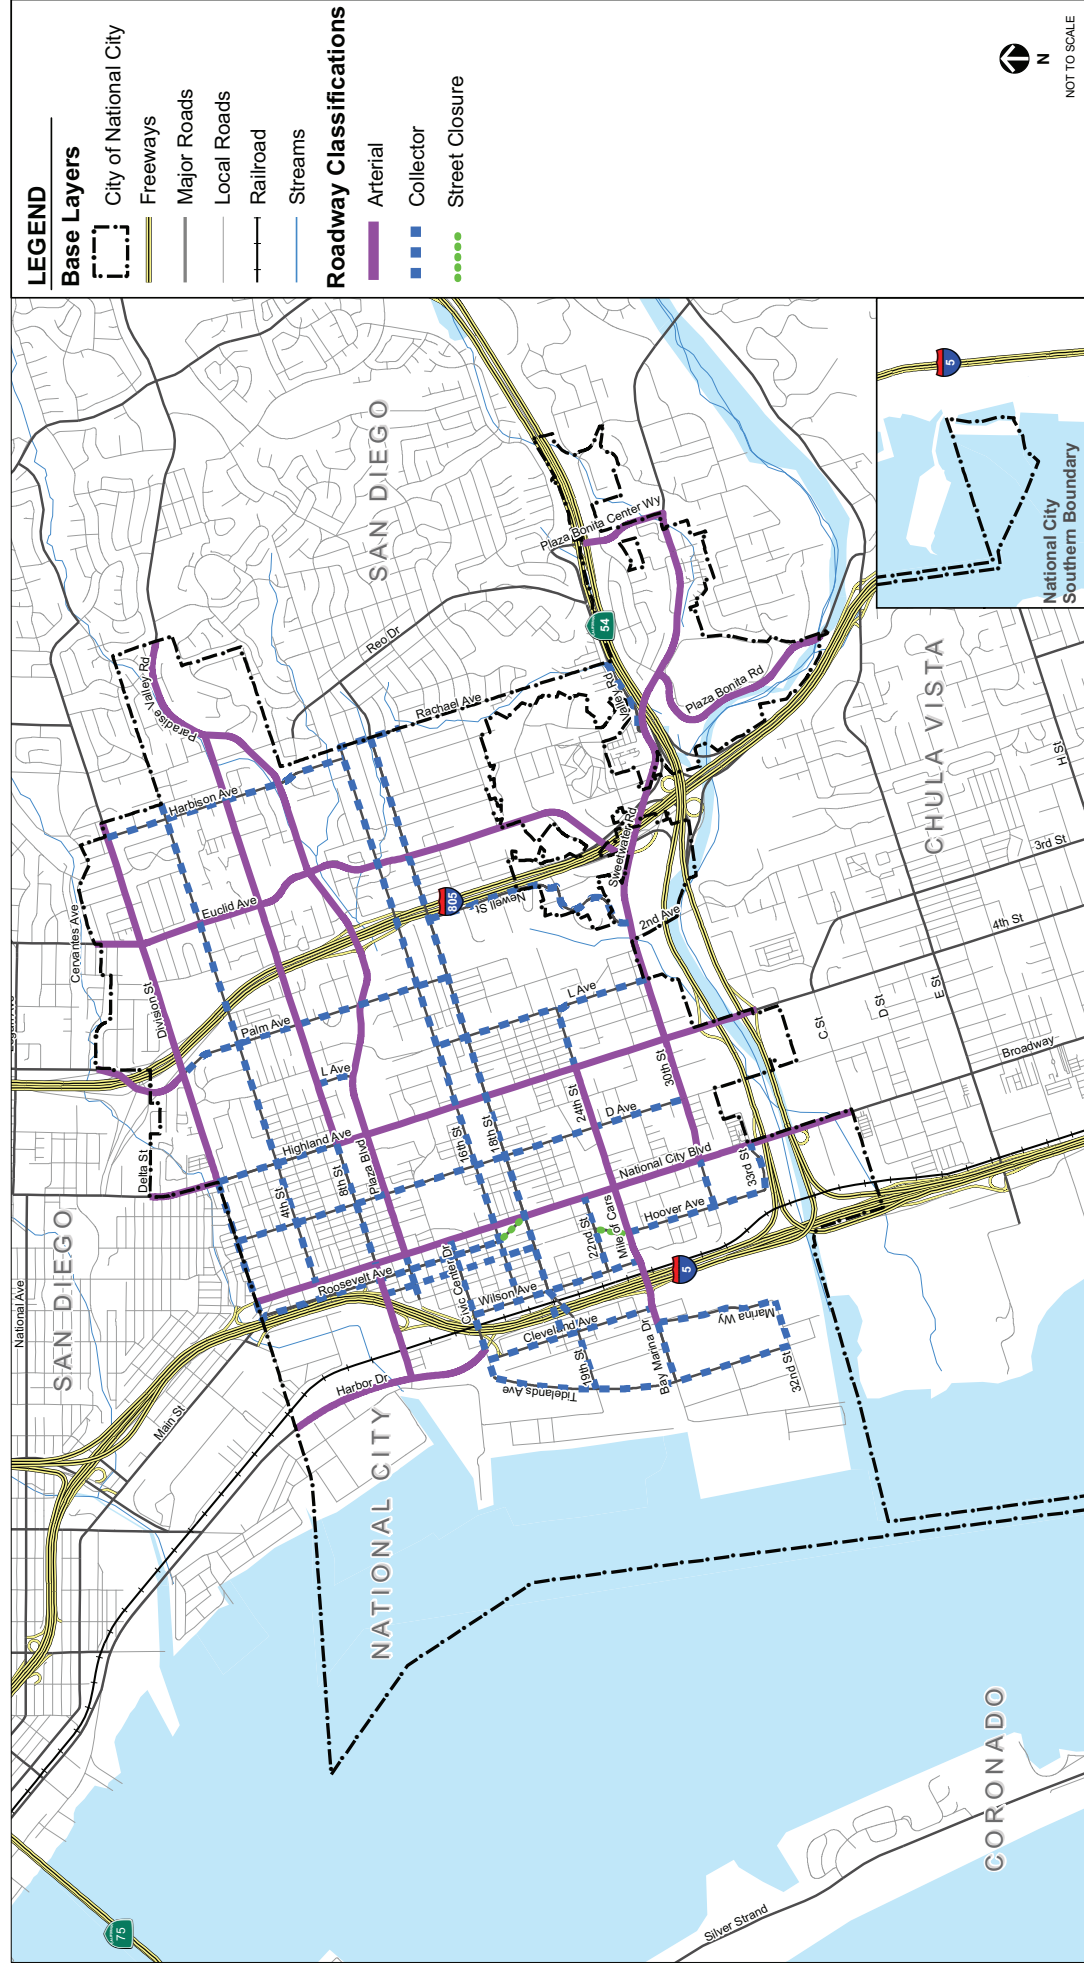 LEGEND
Base Layers
City of National City
Freeways
Major Roads
Local Roads
Railroad
Streams
Roadway Classifications
Arterial
Collector
Street Closure
N
NOT TO SCALE
SAN DIEGO
SAN DIEGO
NATIONAL CITY
CHULA VISTA
CORONADO
National City
Southern Boundary
5
5
54
805
75
National Ave
Main St
Harbor Dr
Delta St
Cervantes Ave
Division St
Euclid Ave
Harbison Ave
Paradise Valley Rd
Reo Dr
Rachael Ave
Valley Rd
Plaza Bonita Center Wy
Plaza Bonita Rd
Sweetwater Rd
Newell St
2nd Ave
Palm Ave
L Ave
L Ave
Highland Ave
4th St
8th St
Plaza Blvd
16th St
18th St
24th St
30th St
D Ave
National City Blvd
33rd St
Hoover Ave
Mile of Cars
22nd St
Roosevelt Ave
Civic Center Dr
Wilson Ave
Cleveland Ave
19th St
Tidelands Ave
Bay Marina Dr
Marina Wy
32nd St
C St
D St
E St
H St
3rd St
4th St
Broadway
Silver Strand